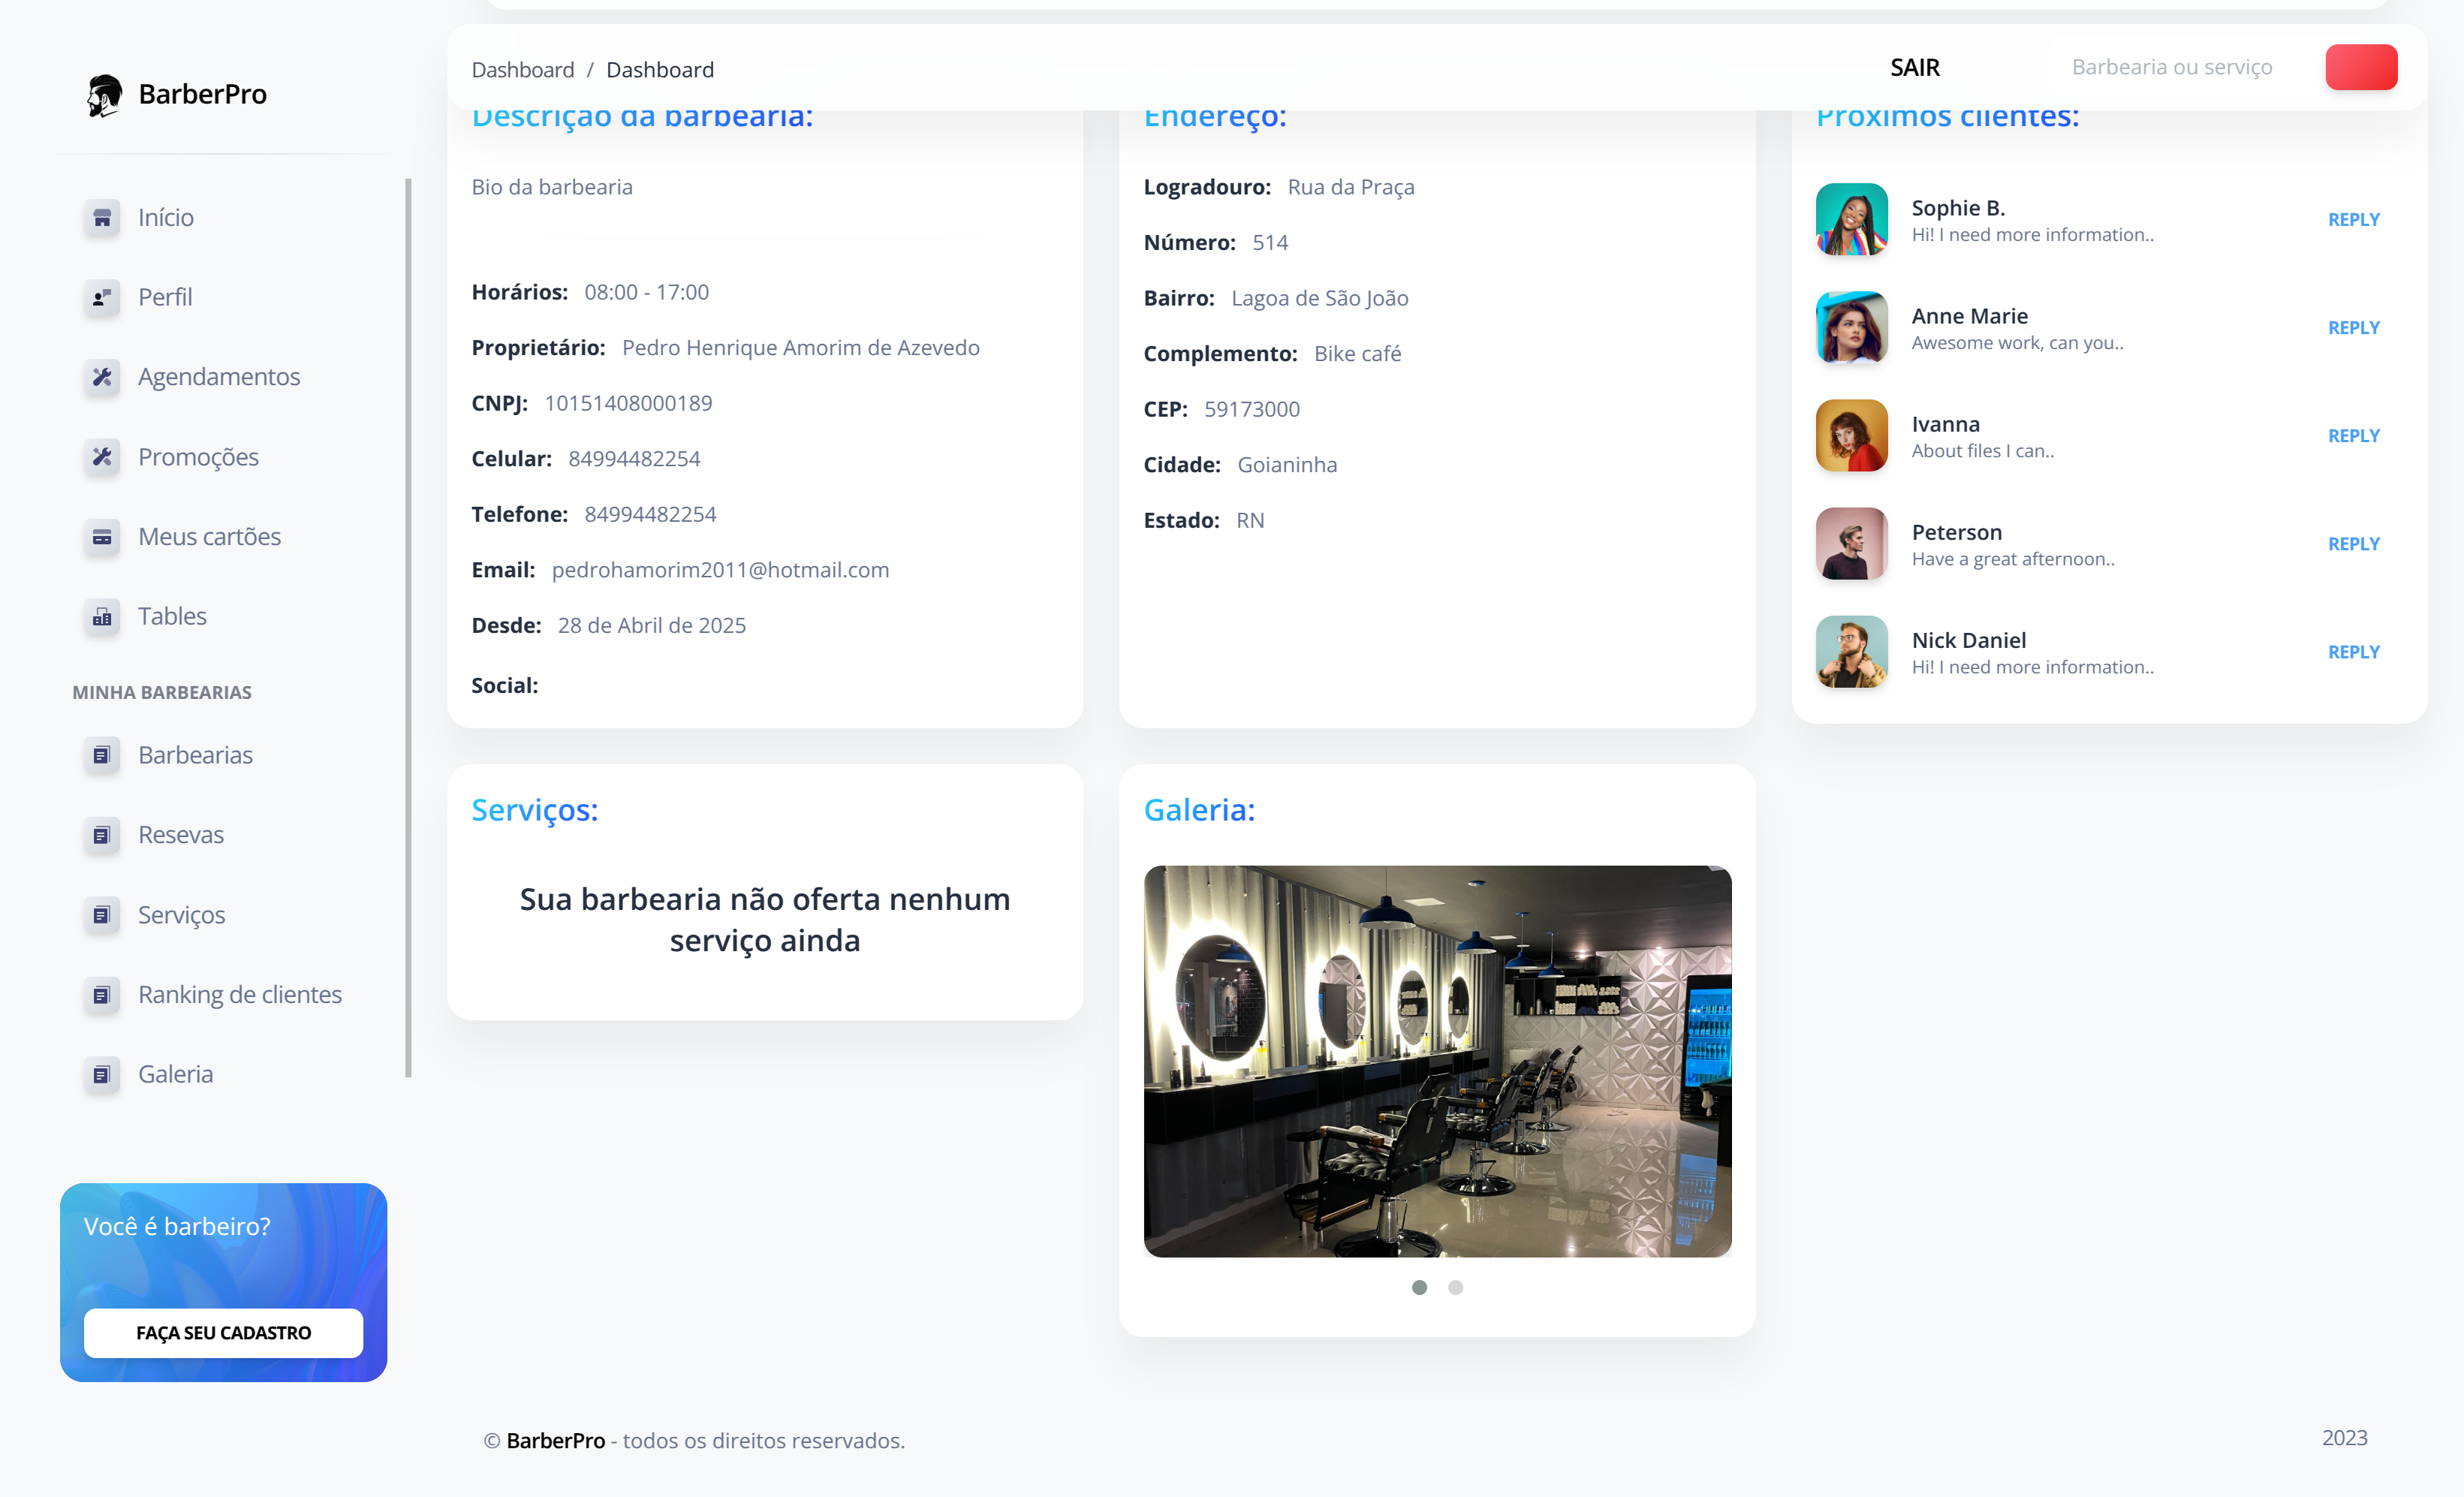 BarberPro
Início
Perfil
Agendamentos
Promoções
Meus cartões
Tables
MINHA BARBEARIAS
Barbearias
Resevas
Serviços
Ranking de clientes
Galeria
Você é barbeiro?
FAÇA SEU CADASTRO
Dashboard / Dashboard
SAIR
Barbearia ou serviço
Descrição da barbearia:
Bio da barbearia
Horários: 08:00 - 17:00
Proprietário: Pedro Henrique Amorim de Azevedo
CNPJ: 10151408000189
Celular: 84994482254
Telefone: 84994482254
Email: pedrohamorim2011@hotmail.com
Desde: 28 de Abril de 2025
Social:
Endereço:
Logradouro: Rua da Praça
Número: 514
Bairro: Lagoa de São João
Complemento: Bike café
CEP: 59173000
Cidade: Goianinha
Estado: RN
Próximos clientes:
Sophie B.
Hi! I need more information..
REPLY
Anne Marie
Awesome work, can you..
REPLY
Ivanna
About files I can..
REPLY
Peterson
Have a great afternoon..
REPLY
Nick Daniel
Hi! I need more information..
REPLY
Serviços:
Sua barbearia não oferta nenhum
serviço ainda
Galeria:
© BarberPro - todos os direitos reservados.
2023